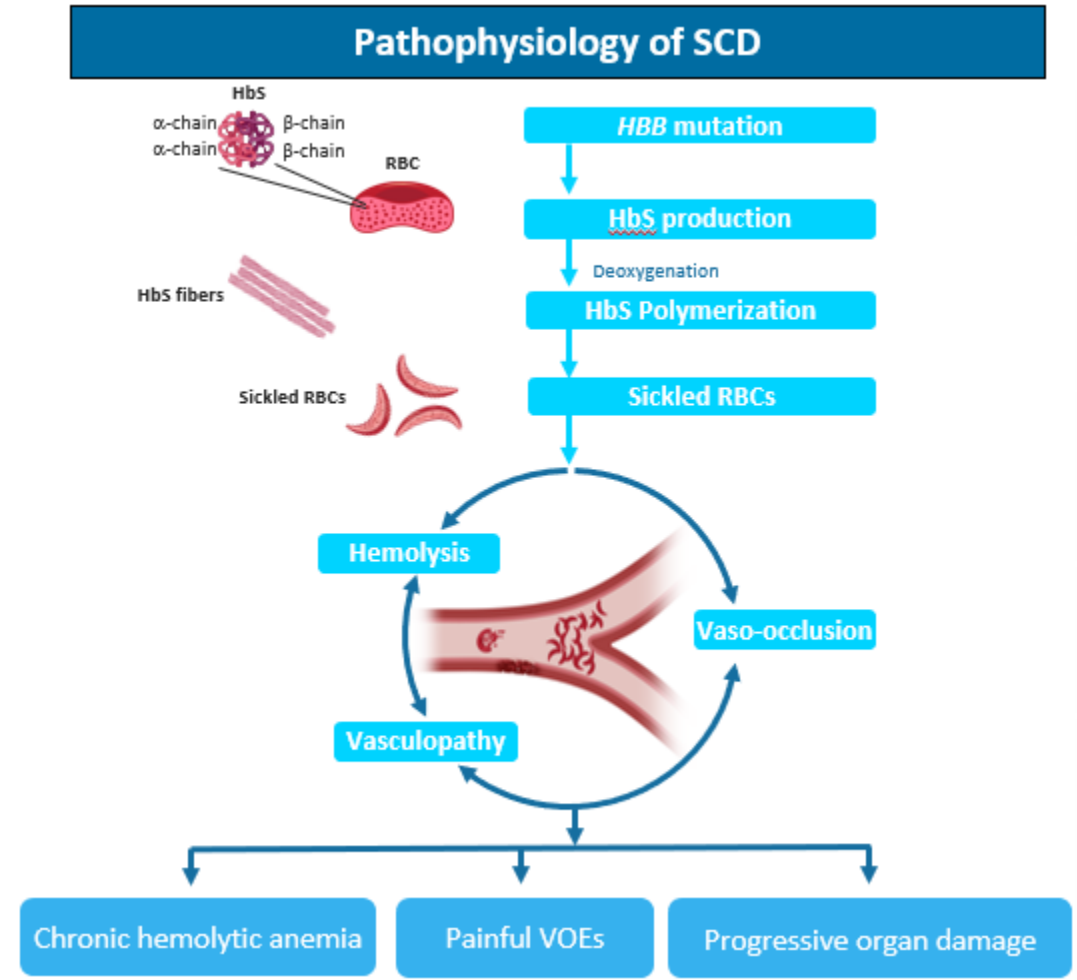 Pathophysiology of SCD
HbS
α-chain
β-chain
α-chain
β-chain
RBC
HbS fibers
Sickled RBCs
HBB mutation
HbS production
Deoxygenation
HbS Polymerization
Sickled RBCs
Hemolysis
Vaso-occlusion
Vasculopathy
Chronic hemolytic anemia
Painful VOEs
Progressive organ damage